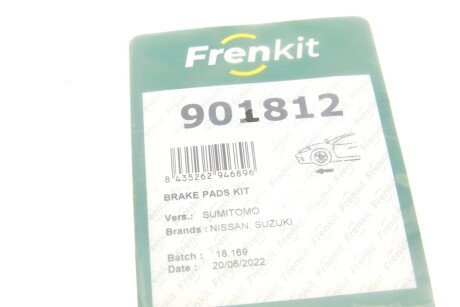 Frenkit
901812
8 435262 946896
BRAKE PADS KIT
Vers.: SUMITOMO
Brands : NISSAN, SUZUKI
Batch : 18.169
Date : 20/06/2022